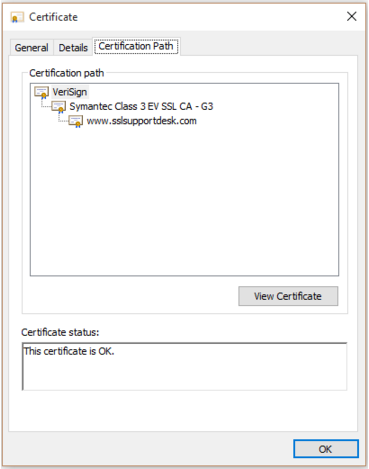 Certificate
General
Details
Certification Path
Certification path
VeriSign
Symantec Class 3 EV SSL CA - G3
www.sslsupportdesk.com
View Certificate
Certificate status:
This certificate is OK.
OK